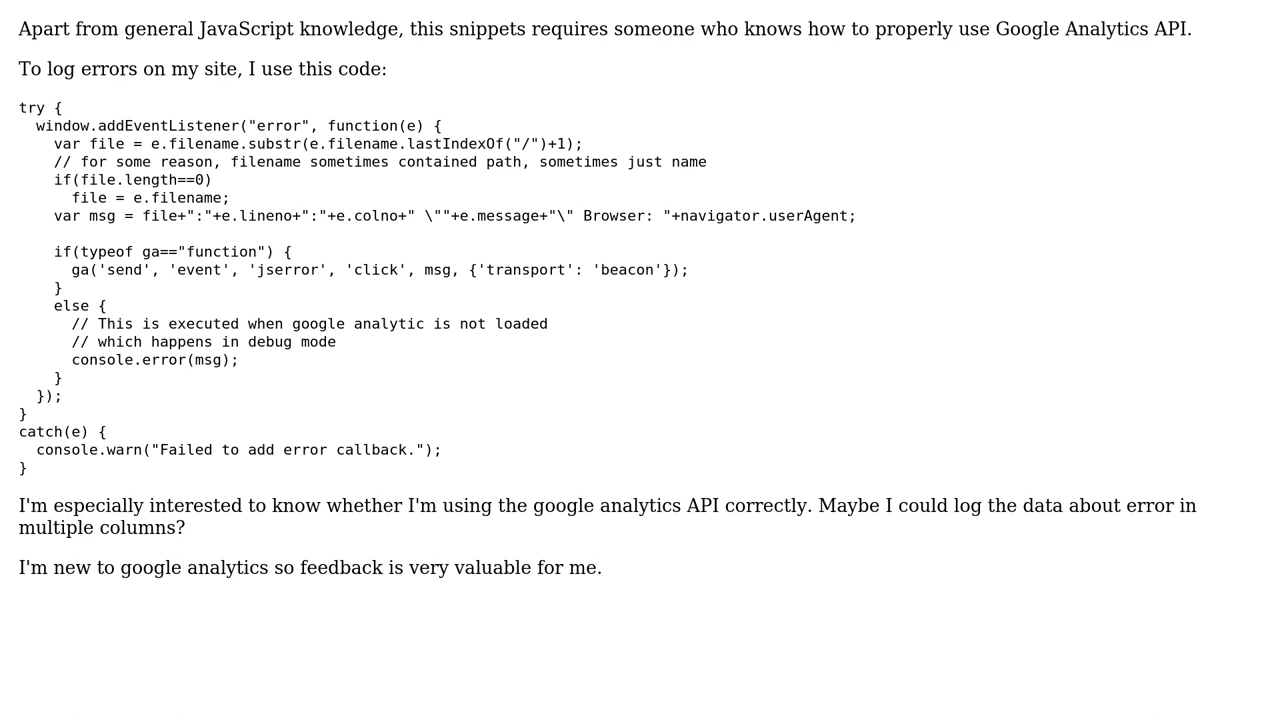 Apart from general JavaScript knowledge, this snippets requires someone who knows how to properly use Google Analytics API.
To log errors on my site, I use this code:
try {
  window.addEventListener("error", function(e) {
    var file = e.filename.substr(e.filename.lastIndexOf("/")+1);
    // for some reason, filename sometimes contained path, sometimes just name
    if(file.length==0)
      file = e.filename;
    var msg = file+":"+e.lineno+":"+e.colno+" \""+e.message+"\" Browser: "+navigator.userAgent;
    if(typeof ga=="function") {
      ga('send', 'event', 'jserror', 'click', msg, {'transport': 'beacon'});
    }
    else {
      // This is executed when google analytic is not loaded
      // which happens in debug mode
      console.error(msg);
    }
  });
}
catch(e) {
  console.warn("Failed to add error callback.");
}
I'm especially interested to know whether I'm using the google analytics API correctly. Maybe I could log the data about error in
multiple columns?
I'm new to google analytics so feedback is very valuable for me.